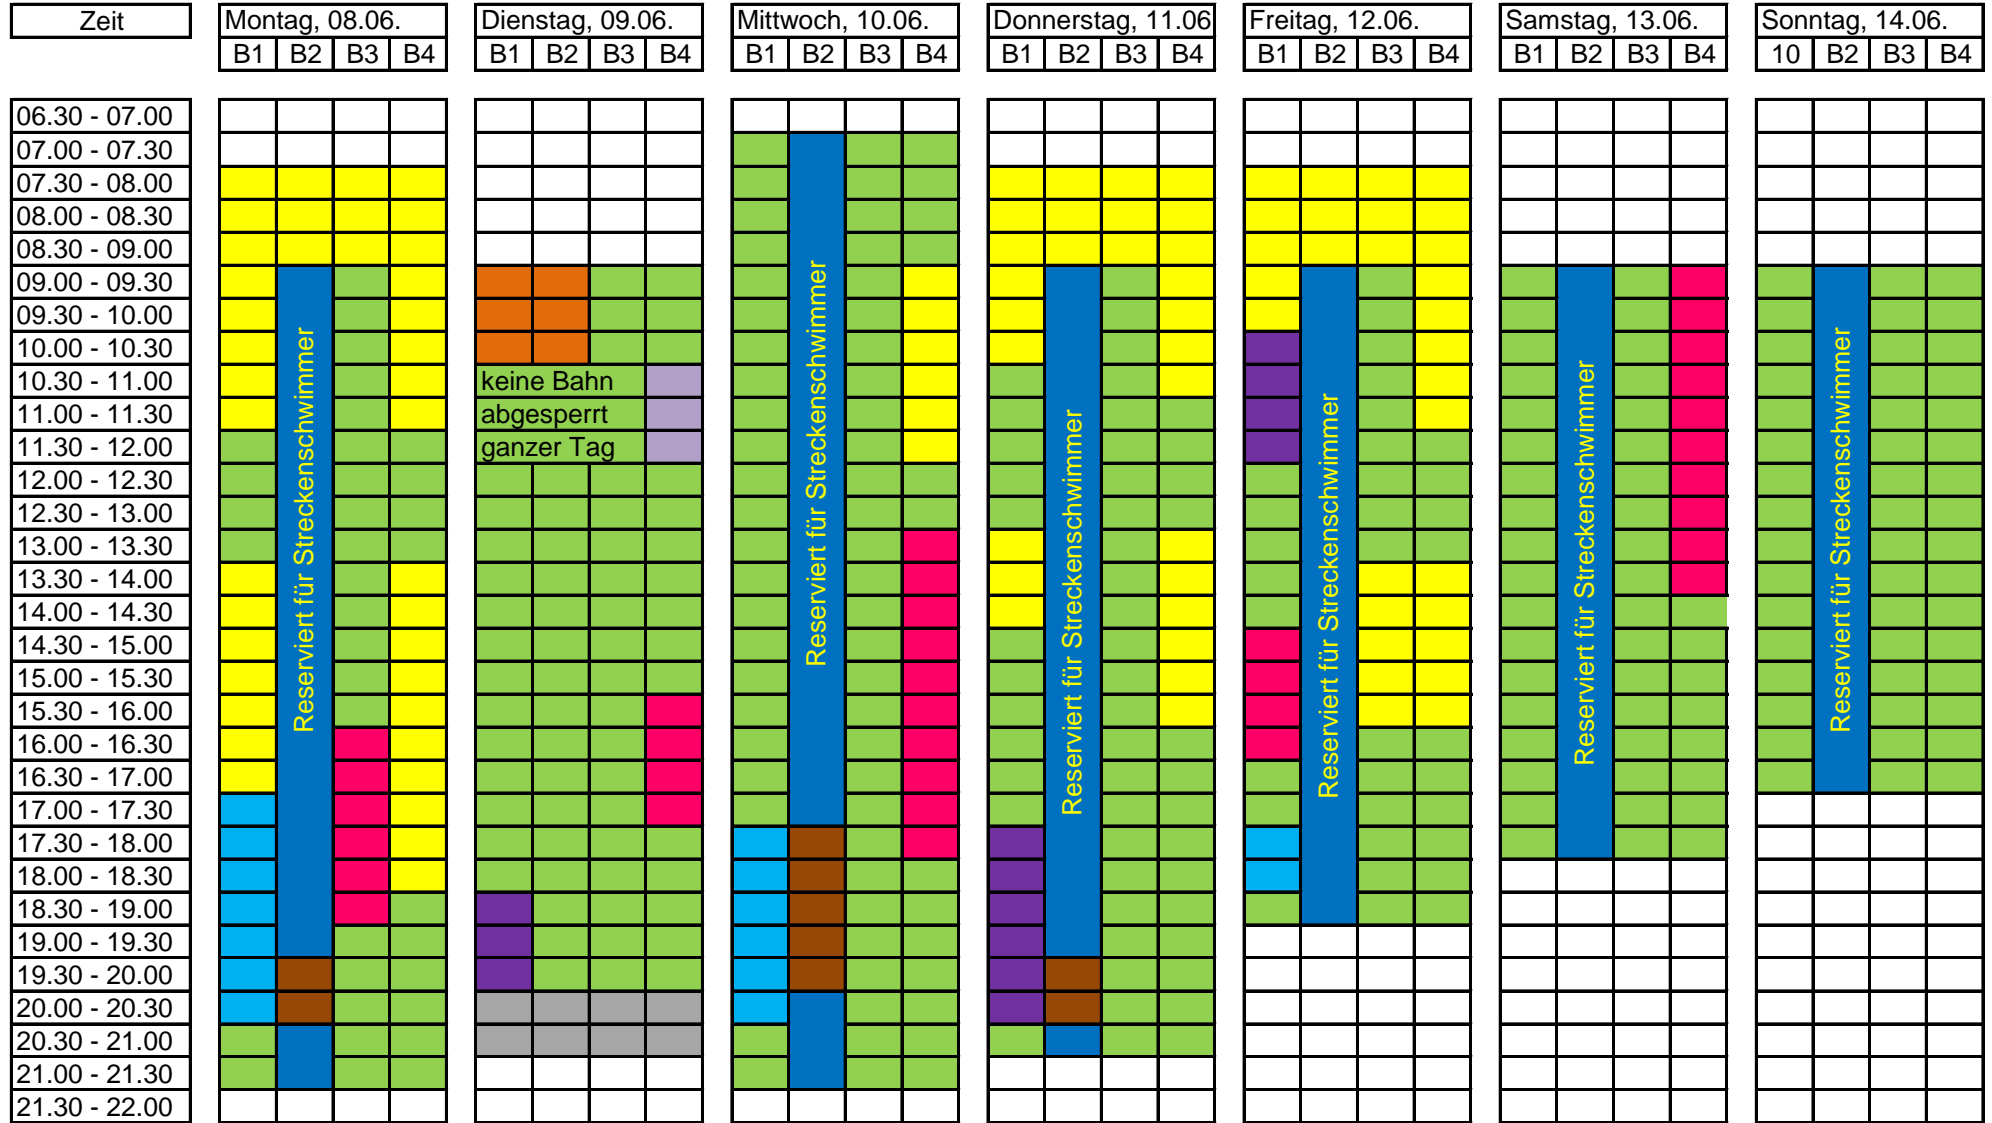 Zeit Montag, 08.06. Dienstag, 09.06. Mittwoch, 10.06. Donnerstag, 11.06 Freitag, 12.06. Samstag, 13.06. Sonntag, 14.06.
B1 B2 B3 B4 B1 B2 B3 B4 B1 B2 B3 B4 B1 B2 B3 B4 B1 B2 B3 B4 B1 B2 B3 B4 10 B2 B3 B4
06.30 - 07.00
07.00 - 07.30
07.30 - 08.00
08.00 - 08.30
08.30 - 09.00
09.00 - 09.30
09.30 - 10.00
10.00 - 10.30
10.30 - 11.00
11.00 - 11.30
11.30 - 12.00
12.00 - 12.30
12.30 - 13.00
13.00 - 13.30
13.30 - 14.00
14.00 - 14.30
14.30 - 15.00
15.00 - 15.30
15.30 - 16.00
16.00 - 16.30
16.30 - 17.00
17.00 - 17.30
17.30 - 18.00
18.00 - 18.30
18.30 - 19.00
19.00 - 19.30
19.30 - 20.00
20.00 - 20.30
20.30 - 21.00
21.00 - 21.30
21.30 - 22.00
Reserviert für Streckenschwimmer
keine Bahn
abgesperrt
ganzer Tag
Reserviert für Streckenschwimmer
Reserviert für Streckenschwimmer
Reserviert für Streckenschwimmer
Reserviert für Streckenschwimmer
Reserviert für Streckenschwimmer